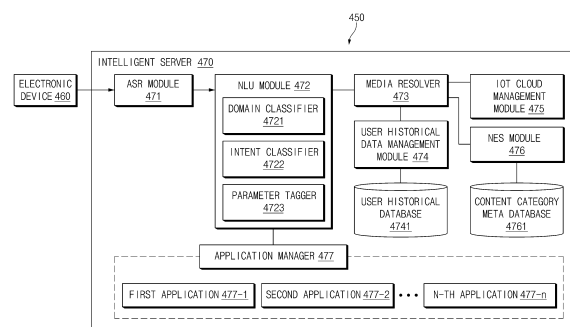 450
INTELLIGENT SERVER 470
ELECTRONIC
DEVICE 460
ASR MODULE
471
NLU MODULE 472
DOMAIN CLASSIFIER
4721
INTENT CLASSIFIER
4722
PARAMETER TAGGER
4723
MEDIA RESOLVER
473
IOT CLOUD
MANAGEMENT
MODULE 475
USER HISTORICAL
DATA MANAGEMENT
MODULE 474
NES MODULE
476
USER HISTORICAL
DATABASE
4741
CONTENT CATEGORY
META DATABASE
4761
APPLICATION MANAGER 477
FIRST APPLICATION 477-1
SECOND APPLICATION 477-2
N-TH APPLICATION 477-n